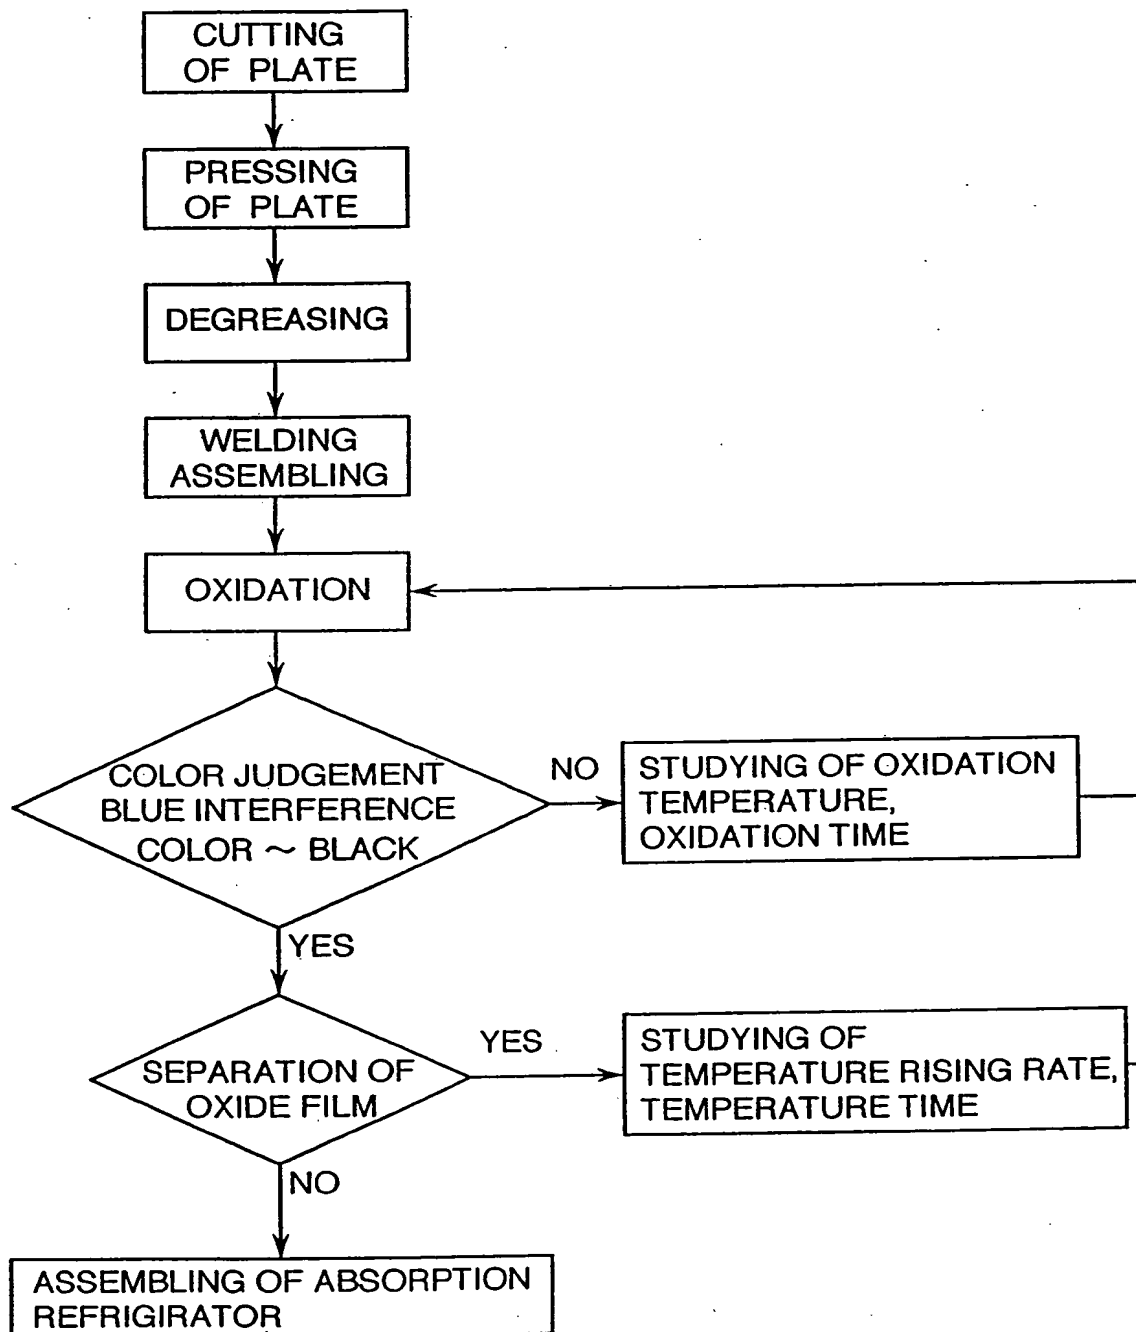 CUTTING
OF PLATE
PRESSING
OF PLATE
DEGREASING
WELDING
ASSEMBLING
OXIDATION
COLOR JUDGEMENT
BLUE INTERFERENCE
COLOR ~ BLACK
NO
STUDYING OF OXIDATION
TEMPERATURE,
OXIDATION TIME
YES
SEPARATION OF
OXIDE FILM
YES
STUDYING OF
TEMPERATURE RISING RATE,
TEMPERATURE TIME
NO
ASSEMBLING OF ABSORPTION
REFRIGIRATOR